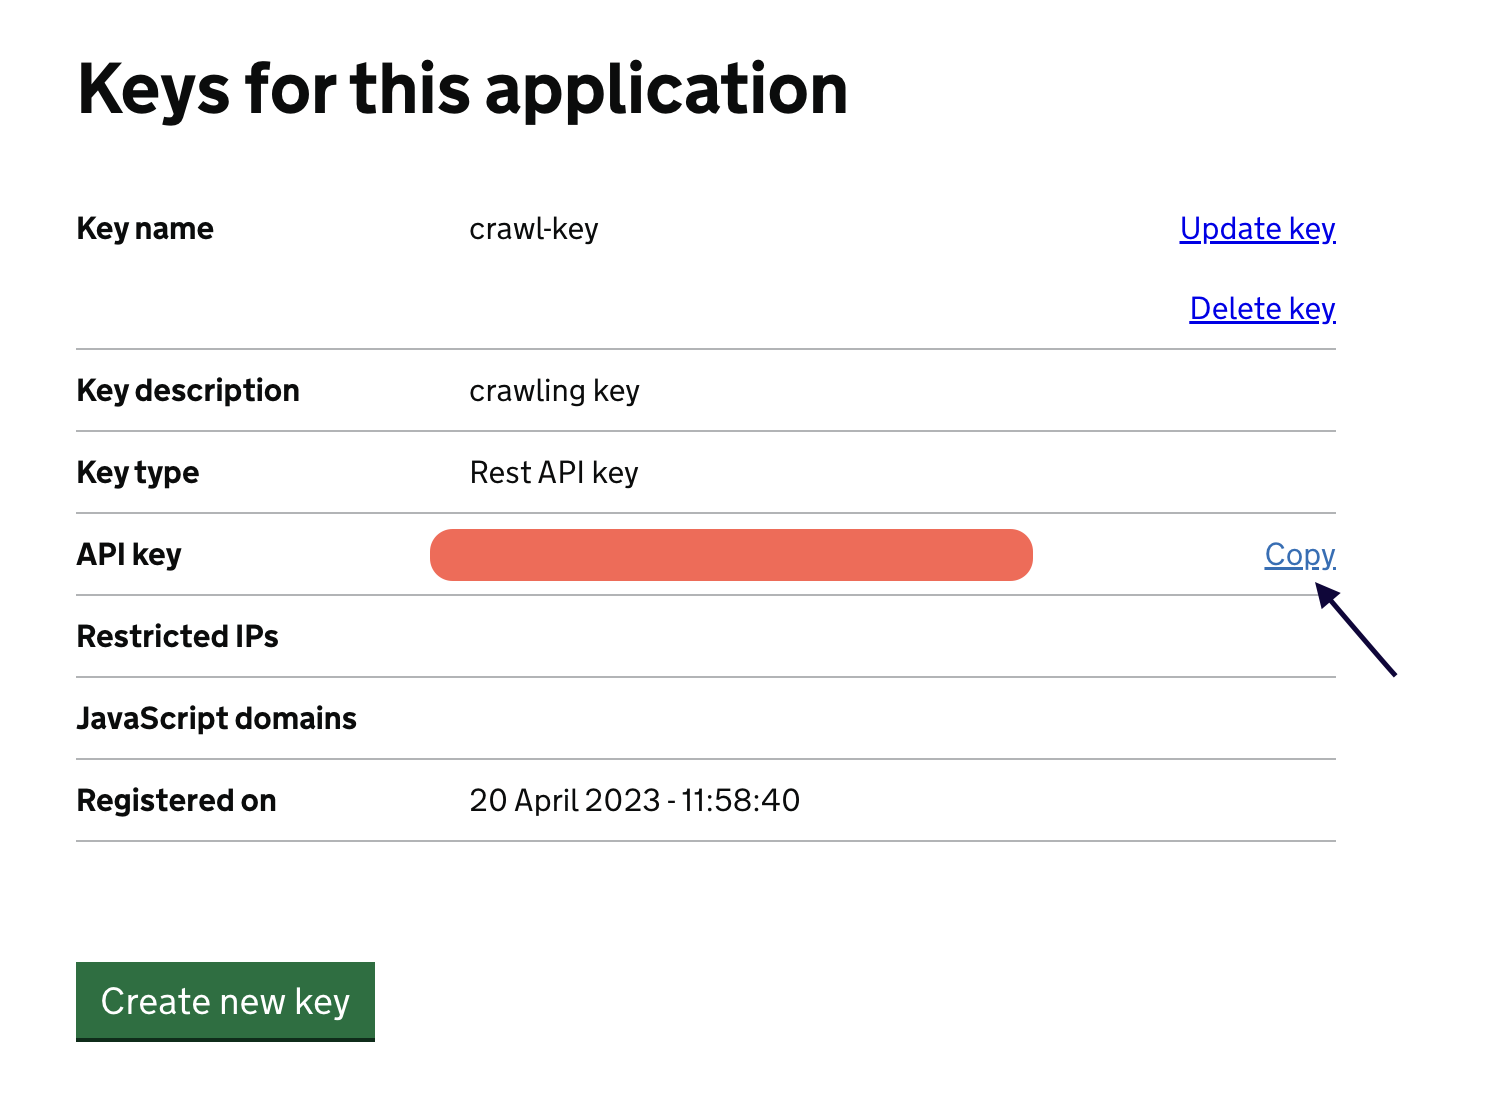 Keys for this application
Key name crawl-key Update key
Delete key
Key description crawling key
Key type Rest API key
API key Copy
Restricted IPs
JavaScript domains
Registered on 20 April 2023 - 11:58:40
Create new key